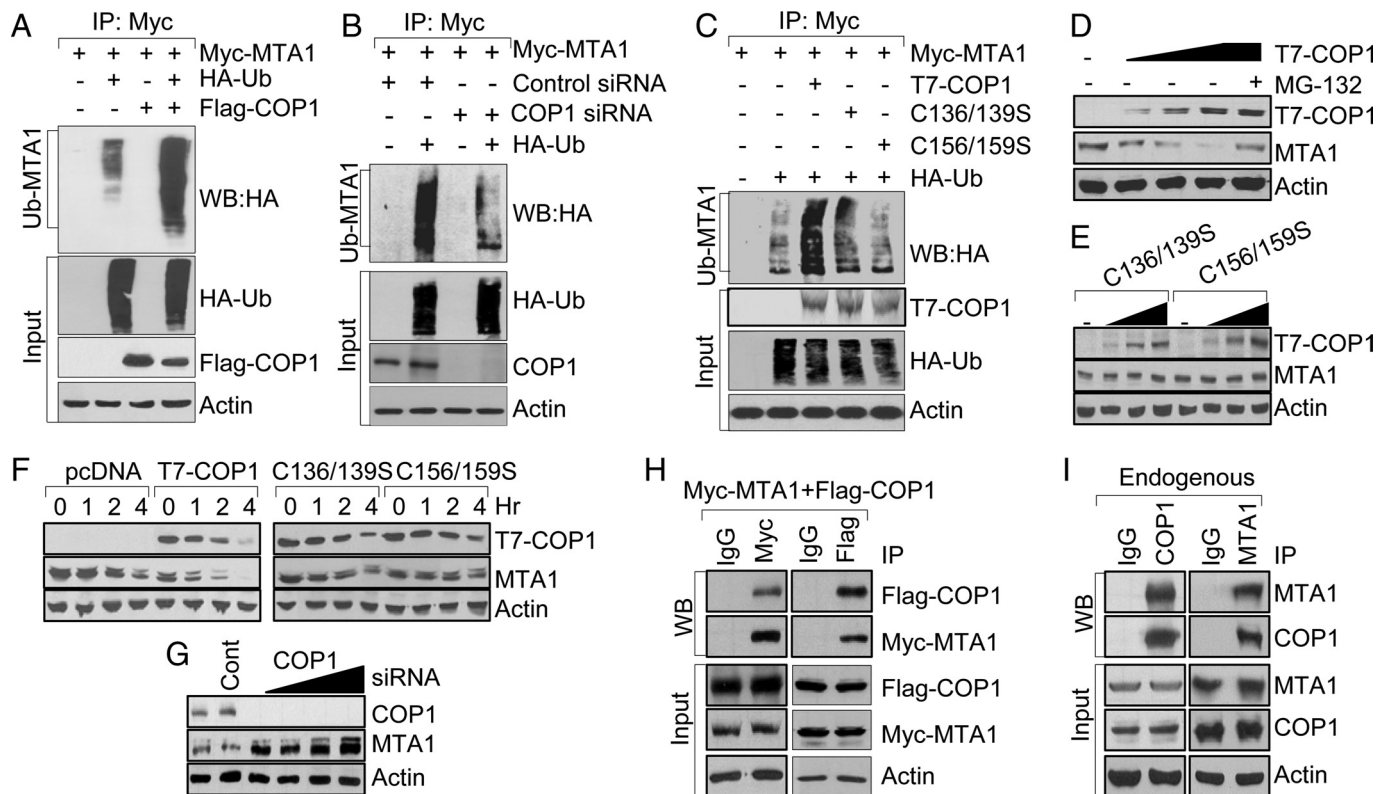 A
IP: Myc
+ + + + Myc-MTA1
- + - + HA-Ub
- - + + Flag-COP1
Ub-MTA1
WB:HA
Input
HA-Ub
Flag-COP1
Actin
B
IP: Myc
+ + + + Myc-MTA1
+ + - - Control siRNA
- - + + COP1 siRNA
- + - + HA-Ub
Ub-MTA1
WB:HA
Input
HA-Ub
COP1
Actin
C
IP: Myc
+ + + + + Myc-MTA1
- - + - - T7-COP1
- - - + - C136/139S
- - - - + C156/159S
- + + + + HA-Ub
Ub-MTA1
WB:HA
Input
T7-COP1
HA-Ub
Actin
D
- T7-COP1
- - - - + MG-132
T7-COP1
MTA1
Actin
E
C136/139S C156/159S
- -
T7-COP1
MTA1
Actin
F
pcDNA T7-COP1 C136/139S C156/159S
0 1 2 4 0 1 2 4 Hr 0 1 2 4 0 1 2 4
T7-COP1
MTA1
Actin
G
Cont COP1 siRNA
COP1
MTA1
Actin
H
Myc-MTA1+Flag-COP1
IgG Myc IgG Flag IP
WB
Flag-COP1
Myc-MTA1
Input
Flag-COP1
Myc-MTA1
Actin
I
Endogenous
IgG COP1 IgG MTA1 IP
WB
MTA1
COP1
Input
MTA1
COP1
Actin